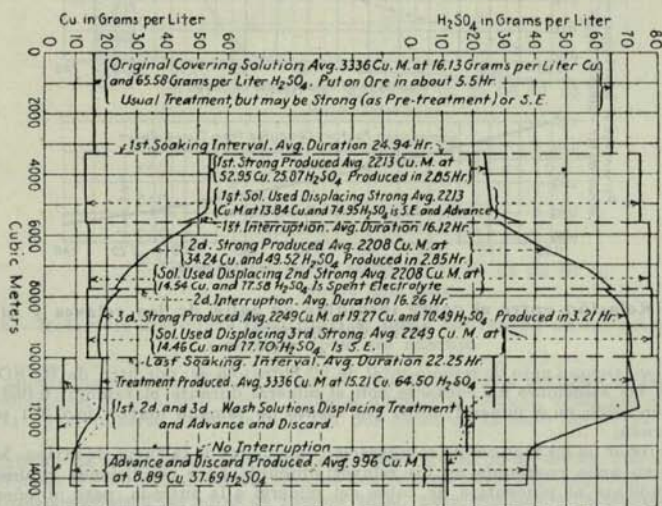 Cu in Grams per Liter
H₂SO₄ in Grams per Liter
0 10 20 30 40 50 60
20 30 40 50 60 70 80
Original Covering Solution Avg. 3336 Cu. M. at 16.13 Grams per Liter Cu
and 65.58 Grams per Liter H₂SO₄. Put on Ore in about 5.5 Hr.
Usual Treatment, but may be Strong (as Pre-treatment) or S.E.
1st. Soaking Interval. Avg. Duration 24.94 Hr.
1st. Strong Produced Avg. 2213 Cu. M. at
52.95 Cu. 25.87 H₂SO₄ Produced in 2.85 Hr.
1st Sol. Used Displacing Strong Avg. 2213
Cu M at 13.84 Cu. and 74.95 H₂SO₄ is S.E and Advance
1st. Interruption. Avg. Duration 16.12 Hr.
2d. Strong Produced Avg. 2208 Cu. M. at
34.24 Cu. and 49.52 H₂SO₄ Produced in 2.85 Hr.
Sol. Used Displacing 2nd Strong Avg. 2208 Cu. M. at
14.54 Cu. and 77.58 H₂SO₄ Is Spent Electrolyte
2d. Interruption. Avg. Duration 16.26 Hr.
3d. Strong Produced Avg. 2249 Cu. M. at 19.27 Cu. and 70.49 H₂SO₄ Produced in 3.21 Hr.
Sol. Used Displacing 3rd Strong. Avg. 2249 Cu. M. at
14.46 Cu. and 77.70 H₂SO₄ Is S.E.
Last Soaking. Interval. Avg. Duration 22.25 Hr.
Treatment Produced. Avg. 3336 Cu. M at 15.21 Cu. 64.50 H₂SO₄
1st. 2d. and 3d. Wash Solutions Displacing Treatment
and Advance and Discard.
No Interruption
Advance and Discard Produced. Avg. 996 Cu. M
at 8.89 Cu 37.69 H₂SO₄
Cubic Meters
0
2000
4000
6000
8000
10000
12000
14000